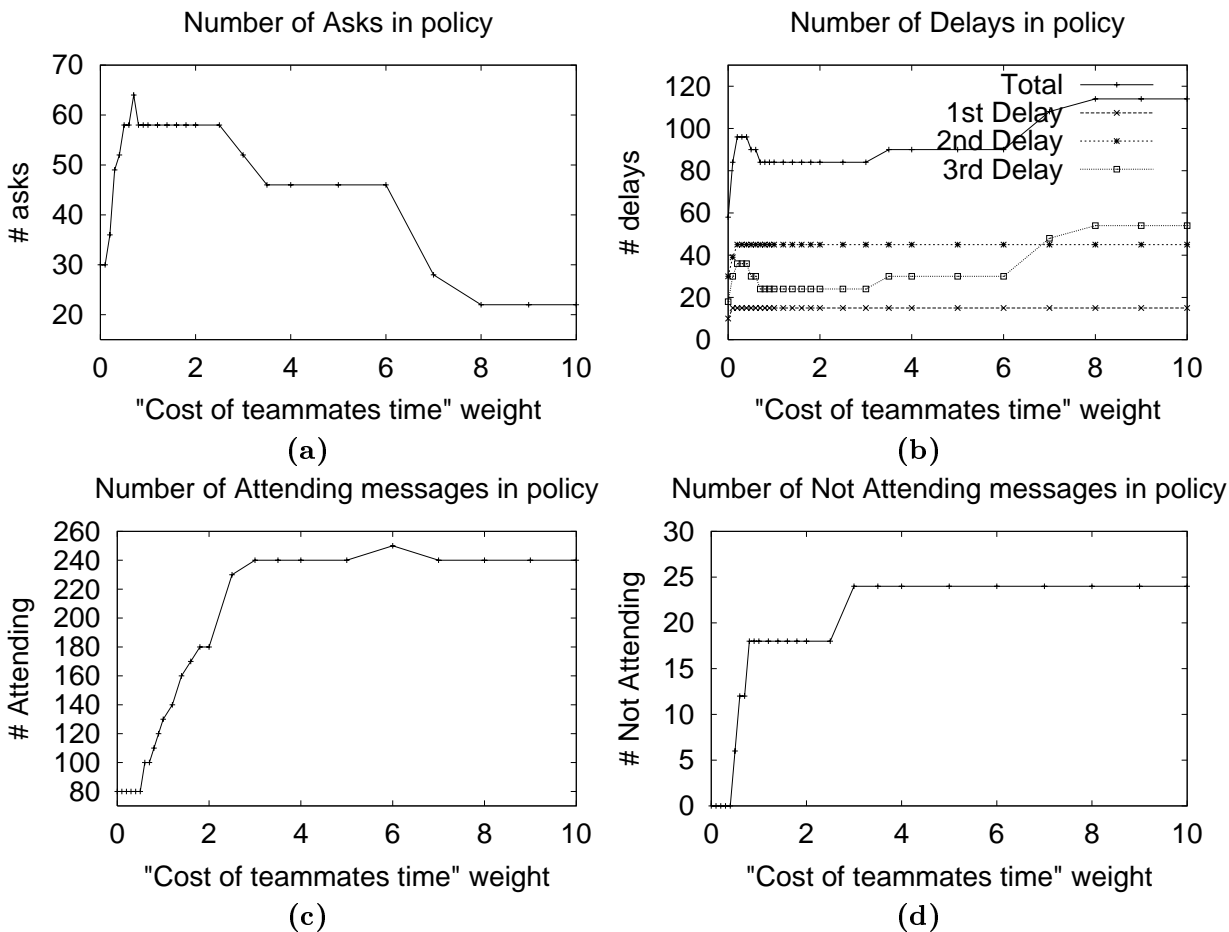 Number of Asks in policy
70
60
50
40
30
20
# asks
0 2 4 6 8 10
"Cost of teammates time" weight
(a)
Number of Delays in policy
120
100
80
60
40
20
0
# delays
Total
1st Delay
2nd Delay
3rd Delay
0 2 4 6 8 10
"Cost of teammates time" weight
(b)
Number of Attending messages in policy
260
240
220
200
180
160
140
120
100
80
# Attending
0 2 4 6 8 10
"Cost of teammates time" weight
(c)
Number of Not Attending messages in policy
30
25
20
15
10
5
0
# Not Attending
0 2 4 6 8 10
"Cost of teammates time" weight
(d)